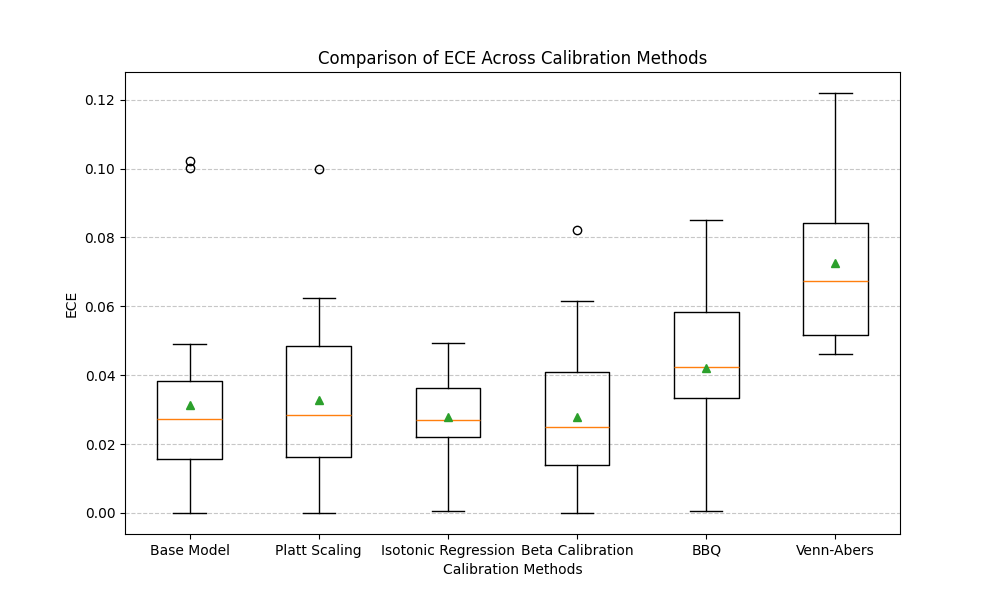 Comparison of ECE Across Calibration Methods
0.12
0.10
0.08
0.06
0.04
0.02
0.00
ECE
Base Model
Platt Scaling
Isotonic Regression
Beta Calibration
BBQ
Venn-Abers
Calibration Methods